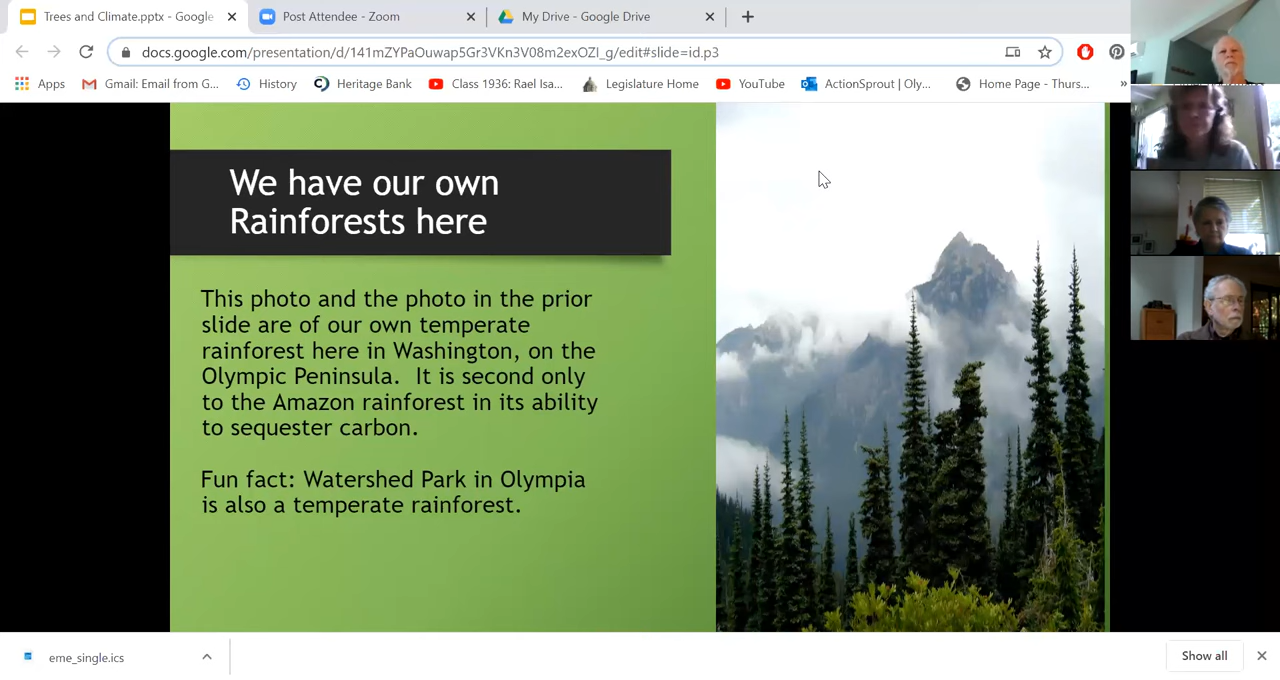 Trees and Climate.pptx - Google
Post Attendee - Zoom
My Drive - Google Drive
docs.google.com/presentation/d/141mZYPaOuwap5Gr3VKn3V08m2exOZI_g/edit#slide=id.p3
Apps
Gmail: Email from G...
History
Heritage Bank
Class 1936: Rael Isa...
Legislature Home
YouTube
ActionSprout | Oly...
Home Page - Thurs...
»
We have our own
Rainforests here
This photo and the photo in the prior
slide are of our own temperate
rainforest here in Washington, on the
Olympic Peninsula. It is second only
to the Amazon rainforest in its ability
to sequester carbon.
Fun fact: Watershed Park in Olympia
is also a temperate rainforest.
eme_single.ics
Show all